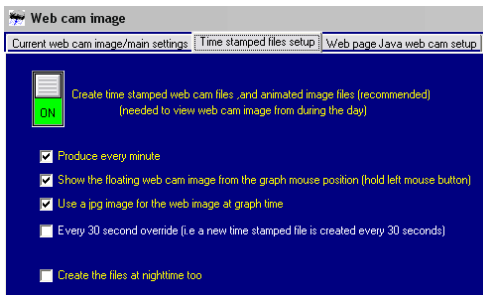 Web cam image
Current web cam image/main settings Time stamped files setup Web page Java web cam setup
Create time stamped web cam files ,and animated image files (recommended)
(needed to view web cam image from during the day)
ON
Produce every minute
Show the floating web cam image from the graph mouse position (hold left mouse button)
Use a jpg image for the web image at graph time
Every 30 second override (i.e a new time stamped file is created every 30 seconds)
Create the files at nighttime too